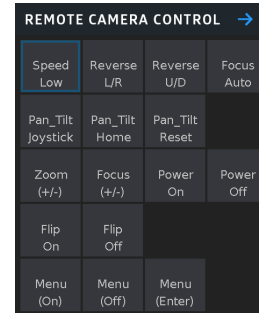 REMOTE CAMERA CONTROL →
Speed Low
Reverse L/R
Reverse U/D
Focus Auto
Pan_Tilt Joystick
Pan_Tilt Home
Pan_Tilt Reset
Zoom (+/-)
Focus (+/-)
Power On
Power Off
Flip On
Flip Off
Menu (On)
Menu (Off)
Menu (Enter)